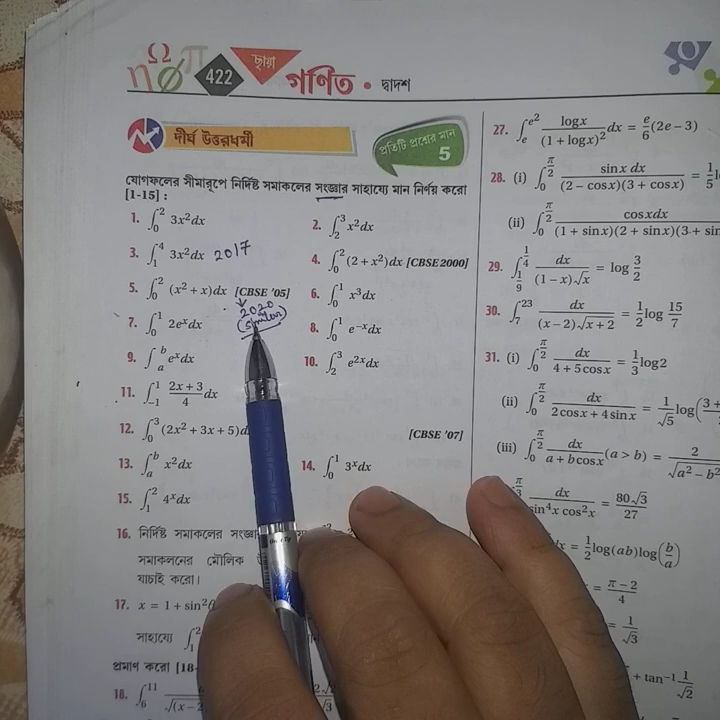 Ω π
n ∅ 422 ছায়া গণিত • দ্বাদশ
দীর্ঘ উত্তরধর্মী
প্রতিটি প্রশ্নের মান
5
যোগফলের সীমারূপে নির্দিষ্ট সমাকলের সংজ্ঞার সাহায্যে মান নির্ণয় করো
[1-15] :
1. ∫₀² 3x²dx
2. ∫₂³ x²dx
3. ∫₁⁴ 3x²dx 2017
4. ∫₀² (2 + x²)dx [CBSE 2000]
5. ∫₀² (x² + x)dx [CBSE '05]
2020
(similar)
6. ∫₀¹ x³dx
7. ∫₀¹ 2eˣdx
8. ∫₀¹ e⁻ˣdx
9. ∫ₐᵇ eˣdx
10. ∫₂³ e²ˣdx
11. ∫₋₁¹ (2x + 3)/4 dx
12. ∫₀³ (2x² + 3x + 5)d
[CBSE '07]
13. ∫ₐᵇ x²dx
14. ∫₀¹ 3ˣdx
15. ∫₁² 4ˣdx
16. নির্দিষ্ট সমাকলের
সমাকলনের মৌলিক
যাচাই করো।
17. x = 1 + sin²
সাহায্যে ∫₁²
প্রমাণ করো [18-
18. ∫₆¹¹
27. ∫ₑ^(e²) logx/(1 + logx)² dx = e/6 (2e − 3)
28. (i) ∫₀^(π/2) sinx dx/((2 − cosx)(3 + cosx)) = 1/5
(ii) ∫₀^(π/2) cosxdx/((1 + sinx)(2 + sinx)(3 + sin
29. ∫_(1/9)^(1/4) dx/((1 − x)√x) = log 3/2
30. ∫₇²³ dx/((x − 2)√(x + 2)) = 1/2 log 15/7
31. (i) ∫₀^(π/2) dx/(4 + 5cosx) = 1/3 log2
(ii) ∫₀^(π/2) dx/(2cosx + 4sinx) = 1/√5 log(3 +
(iii) ∫₀^(π/2) dx/(a + bcosx) (a > b) = 2/√(a² − b²
dx/(sin⁴x cos²x) = 80√3/27
= 1/2 log(ab)log(b/a)
= (π − 2)/4
= 1/√3
+ tan⁻¹ 1/√2